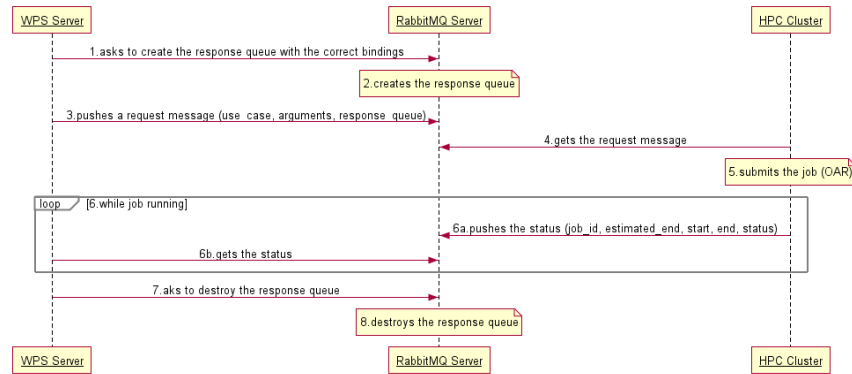 WPS Server
RabbitMQ Server
HPC Cluster
1.asks to create the response queue with the correct bindings
2.creates the response queue
3.pushes a request message (use_case, arguments, response_queue)
4.gets the request message
5.submits the job (OAR)
loop [6.while job running]
6a.pushes the status (job_id, estimated_end, start, end, status)
6b.gets the status
7.aks to destroy the response queue
8.destroys the response queue
WPS Server
RabbitMQ Server
HPC Cluster